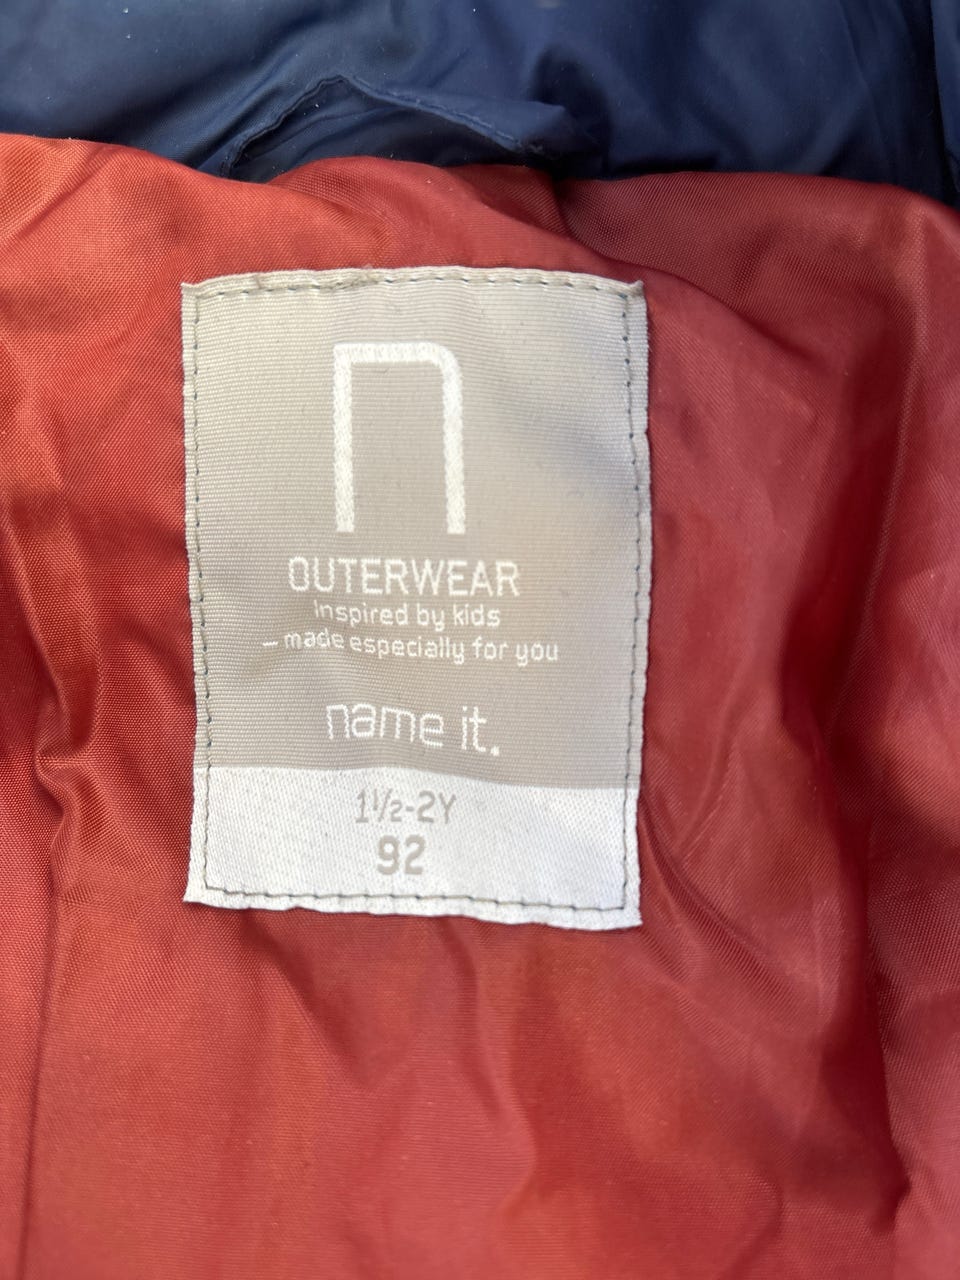 n
OUTERWEAR
Inspired by kids
– made especially for you
name it.
1½-2Y
92